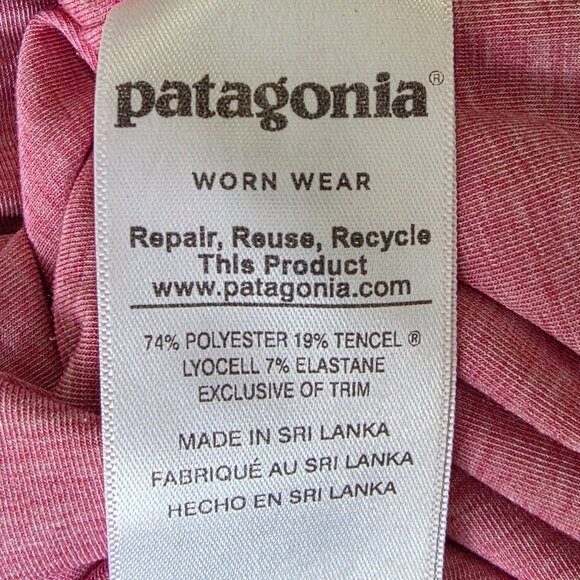 patagonia®
WORN WEAR
Repair, Reuse, Recycle
This Product
www.patagonia.com
74% POLYESTER 19% TENCEL ®
LYOCELL 7% ELASTANE
EXCLUSIVE OF TRIM
MADE IN SRI LANKA
FABRIQUÉ AU SRI LANKA
HECHO EN SRI LANKA